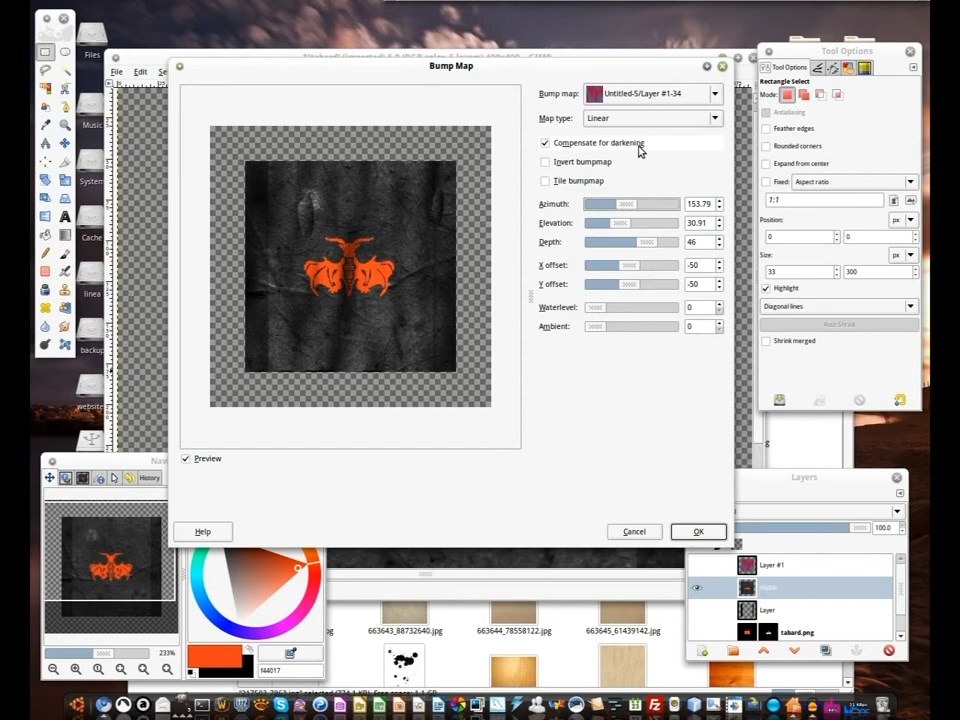 Files
Music
System
Cache
linea
backup
website
File Edit
Bump Map
Bump map: Untitled-5/Layer #1-34
Map type: Linear
Compensate for darkening
Invert bumpmap
Tile bumpmap
Azimuth: 153.79
Elevation: 30.91
Depth: 46
X offset: -50
Y offset: -50
Waterlevel: 0
Ambient: 0
Preview
Help
Cancel
OK
Tool Options
Tool Options
Rectangle Select
Mode:
Antialiasing
Feather edges
Rounded corners
Expand from center
Fixed: Aspect ratio
1:1
Position:
px
0 0
Size:
px
33 300
Highlight
Diagonal lines
Auto Shrink
Shrink merged
Nav
History
233%
f44017
Layers
100.0
Layer #1
Visible
Layer
tabard.png
663643_88732640.jpg
663644_78558122.jpg
663645_61439142.jpg